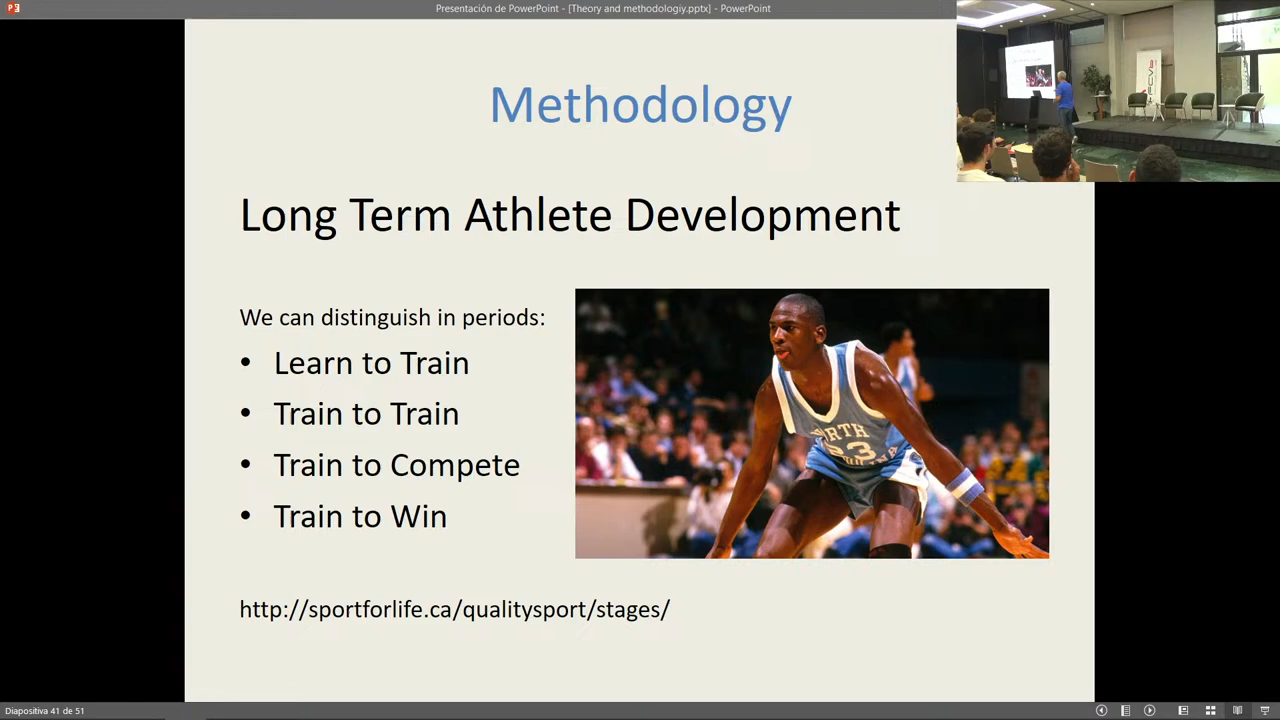 Presentación de PowerPoint - [Theory and methodologiy.pptx] - PowerPoint
Methodology
Long Term Athlete Development
We can distinguish in periods:
• Learn to Train
• Train to Train
• Train to Compete
• Train to Win
NORTH
23
http://sportforlife.ca/qualitysport/stages/
Diapositiva 41 de 51